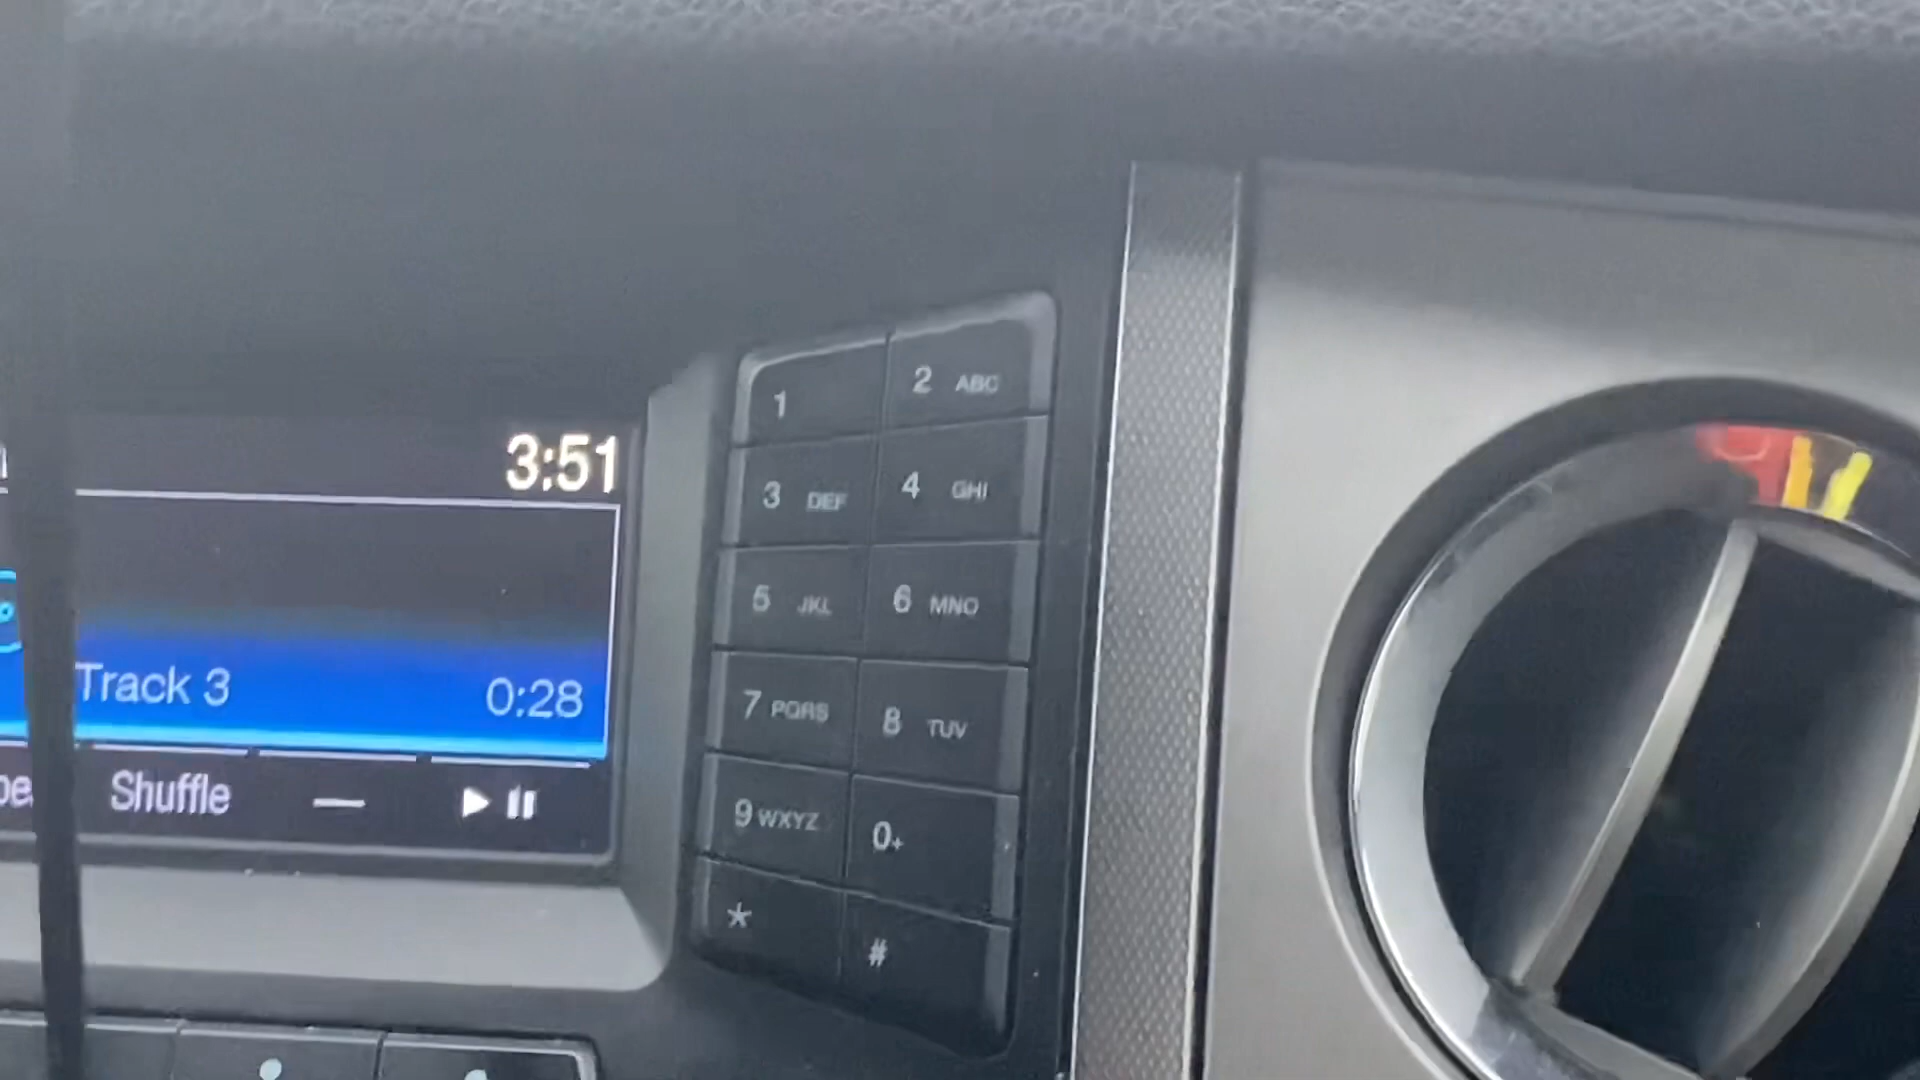 3:51
Track 3 0:28
Shuffle
1
2 ABC
3 DEF
4 GHI
5 JKL
6 MNO
7 PQRS
8 TUV
9 WXYZ
0+
*
#